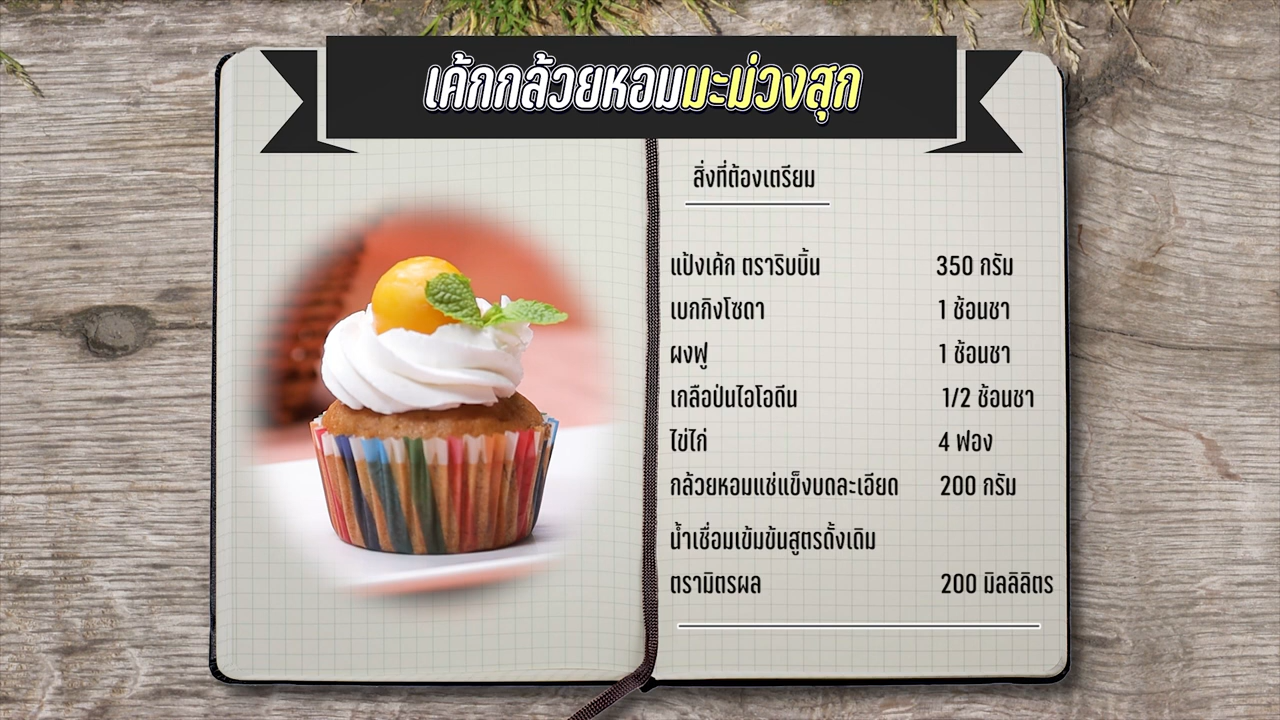 เค้กกล้วยหอมมะม่วงสุก
สิ่งที่ต้องเตรียม
แป้งเค้ก ตราริบบิ้น 350 กรัม
เบกกิงโซดา 1 ช้อนชา
ผงฟู 1 ช้อนชา
เกลือป่นไอโอดีน 1/2 ช้อนชา
ไข่ไก่ 4 ฟอง
กล้วยหอมแช่แข็งบดละเอียด 200 กรัม
น้ำเชื่อมเข้มข้นสูตรดั้งเดิม
ตรามิตรผล 200 มิลลิลิตร